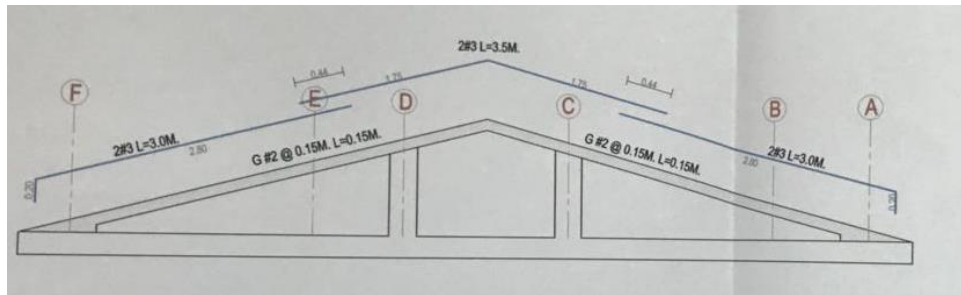 2#3 L=3.5M.
0.44
1.75
1.75
0.44
F
E
D
C
B
A
2#3 L=3.0M.
2.80
G #2 @ 0.15M. L=0.15M.
G #2 @ 0.15M. L=0.15M.
2.80
2#3 L=3.0M.
0.20
0.20